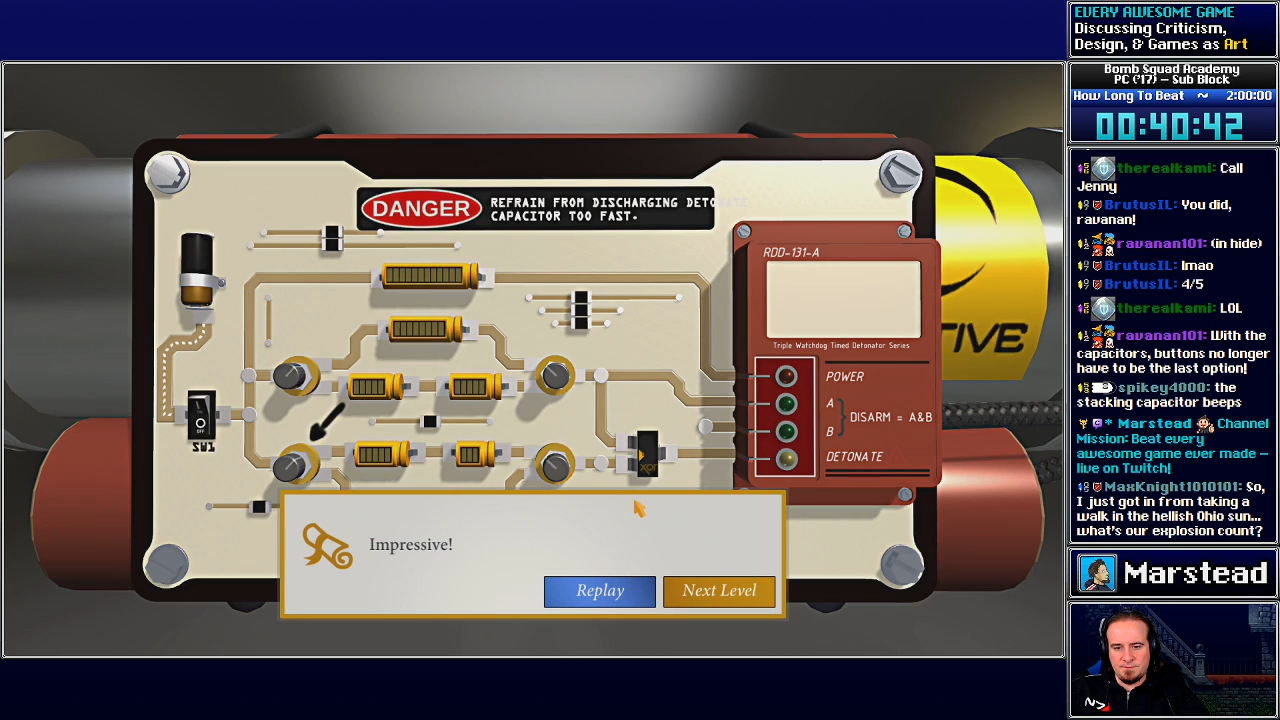 EVERY AWESOME GAME
Discussing Criticism,
Design, & Games as Art
Bomb Squad Academy
PC ('17) — Sub Block
How Long To Beat ~ 2:00:00
00:40:42
therealkami: Call
Jenny
BrutusIL: You did,
ravanan!
ravanan101: (in hide)
BrutusIL: lmao
BrutusIL: 4/5
therealkami: LOL
ravanan101: With the
capacitors, buttons no longer
have to be the last option!
spikey4000: the
stacking capacitor beeps
Marstead: Channel
Mission: Beat every
awesome game ever made –
live on Twitch!
MaxKnight1010101: So,
I just got in from taking a
walk in the hellish Ohio sun...
what's our explosion count?
Marstead
DANGER
REFRAIN FROM DISCHARGING DETONATE
CAPACITOR TOO FAST.
RDD-131-A
Triple Watchdog Timed Detonator Series
POWER
A
B
DISARM = A&B
DETONATE
SW1
OFF
XOR
TIVE
Impressive!
Replay
Next Level